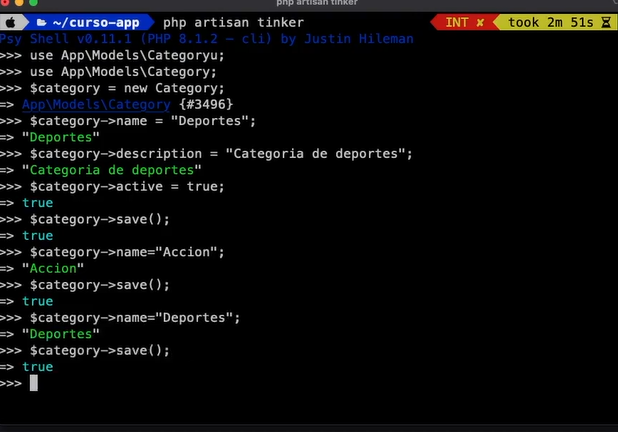 php artisan tinker
~/curso-app php artisan tinker INT ✘ took 2m 51s
Psy Shell v0.11.1 (PHP 8.1.2 — cli) by Justin Hileman
>>> use App\Models\Categoryu;
>>> use App\Models\Category;
>>> $category = new Category;
=> App\Models\Category {#3496}
>>> $category->name = "Deportes";
=> "Deportes"
>>> $category->description = "Categoria de deportes";
=> "Categoria de deportes"
>>> $category->active = true;
=> true
>>> $category->save();
=> true
>>> $category->name="Accion";
=> "Accion"
>>> $category->save();
=> true
>>> $category->name="Deportes";
=> "Deportes"
>>> $category->save();
=> true
>>>